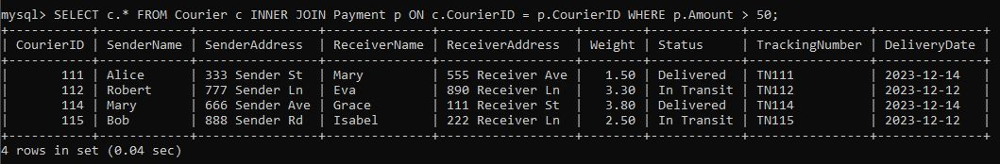 mysql> SELECT c.* FROM Courier c INNER JOIN Payment p ON c.CourierID = p.CourierID WHERE p.Amount > 50;
+-----------+------------+----------------+--------------+------------------+--------+------------+----------------+--------------+
| CourierID | SenderName | SenderAddress  | ReceiverName | ReceiverAddress  | Weight | Status     | TrackingNumber | DeliveryDate |
+-----------+------------+----------------+--------------+------------------+--------+------------+----------------+--------------+
|       111 | Alice      | 333 Sender St  | Mary         | 555 Receiver Ave |   1.50 | Delivered  | TN111          | 2023-12-14   |
|       112 | Robert     | 777 Sender Ln  | Eva          | 890 Receiver Ln  |   3.30 | In Transit | TN112          | 2023-12-12   |
|       114 | Mary       | 666 Sender Ave | Grace        | 111 Receiver St  |   3.80 | Delivered  | TN114          | 2023-12-14   |
|       115 | Bob        | 888 Sender Rd  | Isabel       | 222 Receiver Ln  |   2.50 | In Transit | TN115          | 2023-12-12   |
+-----------+------------+----------------+--------------+------------------+--------+------------+----------------+--------------+
4 rows in set (0.04 sec)